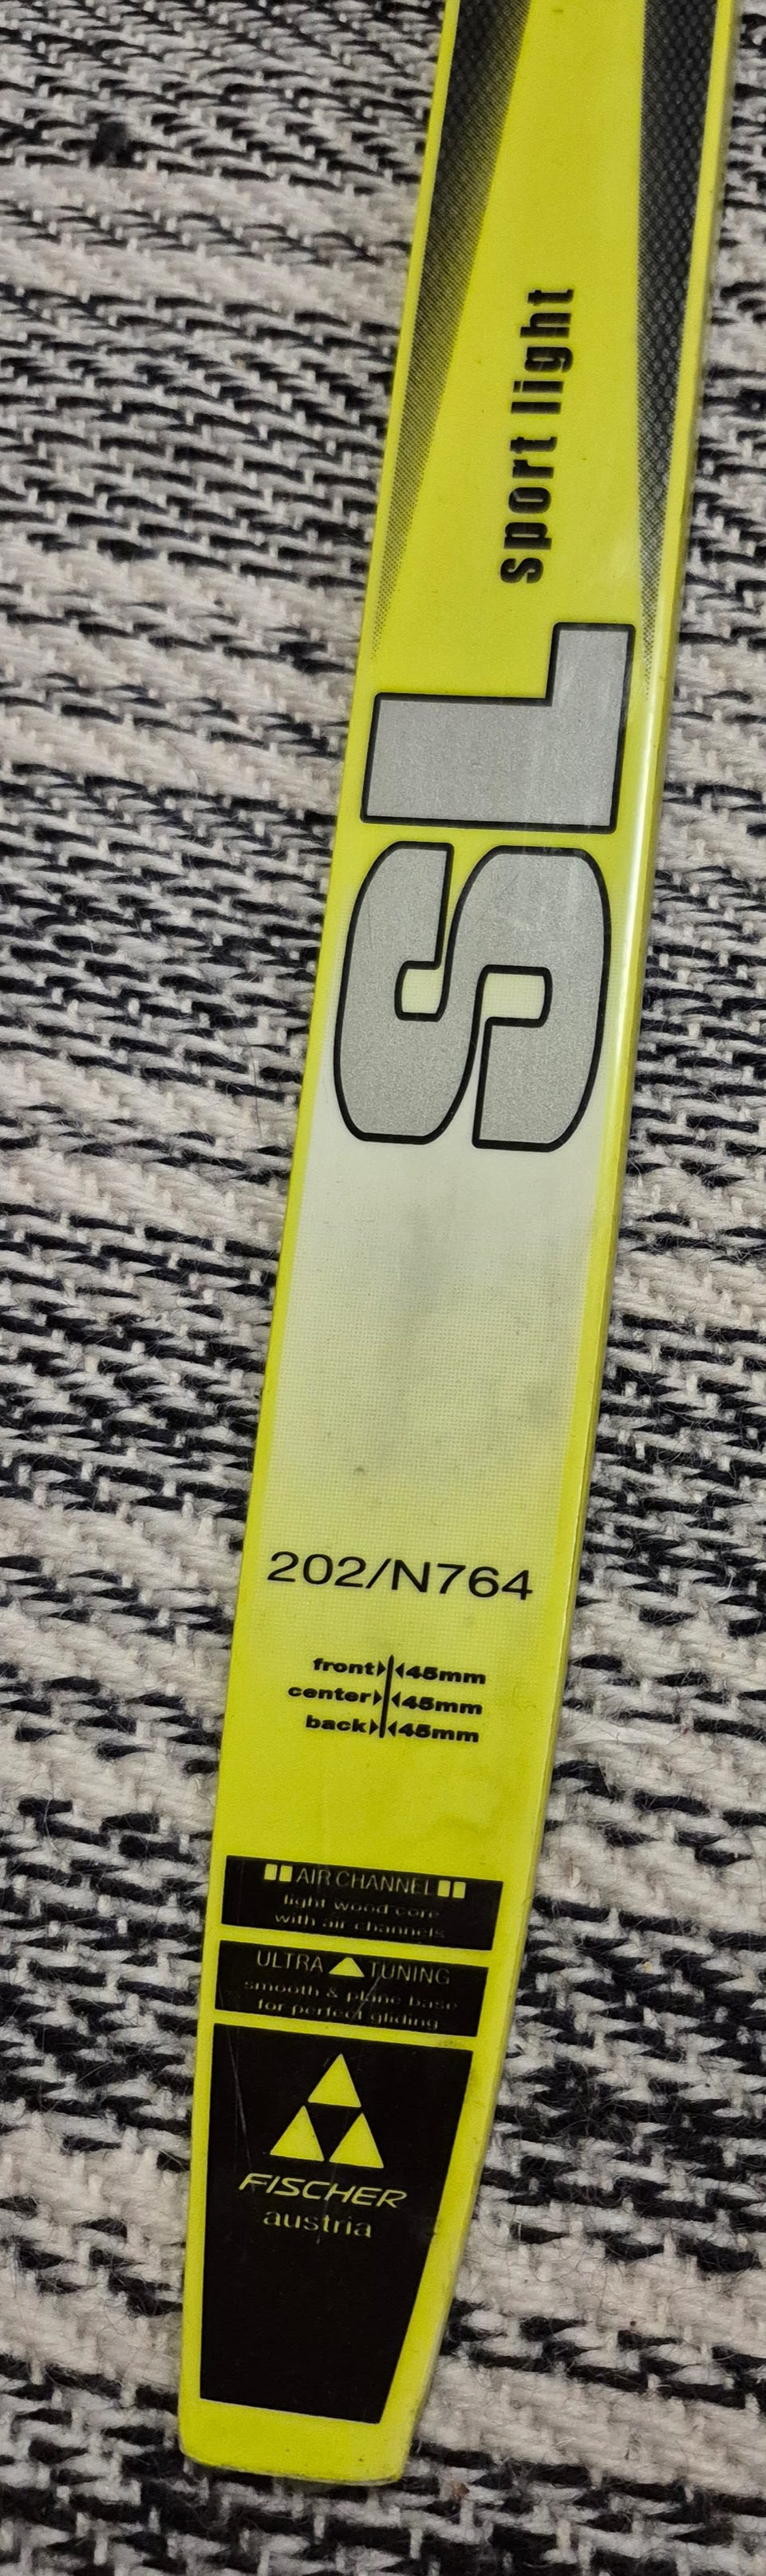 sport light
SL
202/N764
front 45mm
center 45mm
back 45mm
AIR CHANNEL
light wood core
with air channels
ULTRA TUNING
smooth & plane base
for perfect gliding
FISCHER
austria